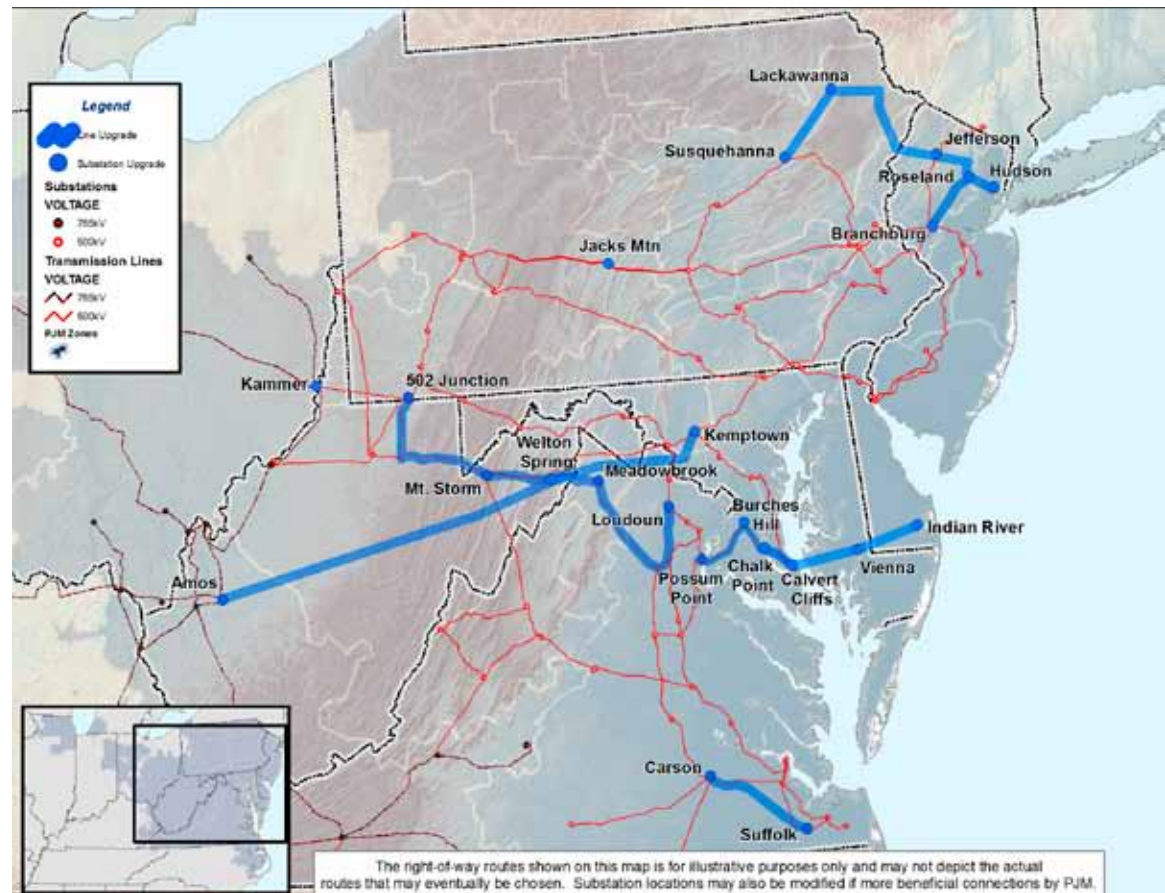 Lackawanna
Legend
Line Upgrade
Substation Upgrade
Substations
VOLTAGE
765kV
500kV
Transmission Lines
VOLTAGE
765kV
500kV
PJM Zones
Jefferson
Susquehanna
Roseland
Hudson
Branchburg
Jacks Mtn
Kammer
502 Junction
Kemptown
Welton
Spring
Meadowbrook
Mt. Storm
Burches
Hill
Loudoun
Indian River
Amos
Possum
Point
Chalk
Point
Calvert
Cliffs
Vienna
Carson
Suffolk
The right-of-way routes shown on this map is for illustrative purposes only and may not depict the actual
routes that may eventually be chosen. Substation locations may also be modified if more beneficial connections by PJM.